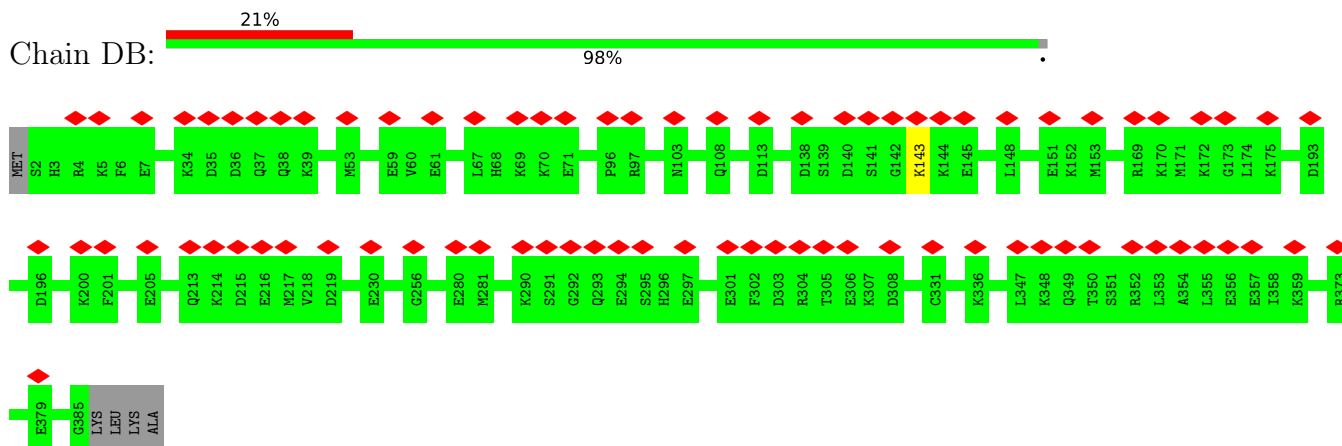 21%
Chain DB:
98%
MET S2 H3 R4 K5 F6 E7 K34 D35 D36 Q37 Q38 K39 M53 E59 V60 E61 L67 H68 K69 K70 E71 P96 R97 N103 Q108 D113 D138 S139 D140 S141 G142 K143 K144 E145 L148 E151 K152 M153 R169 K170 M171 K172 G173 L174 K175 D193
D196 K200 F201 E205 Q213 K214 D215 E216 M217 V218 D219 E230 G256 E280 M281 K290 S291 G292 Q293 E294 S295 H296 E297 E301 F302 D303 R304 T305 E306 K307 D308 C331 K336 L347 K348 Q349 T350 S351 R352 L353 A354 L355 E356 E357 I358 K359
E379 G385 LYS LEU LYS ALA